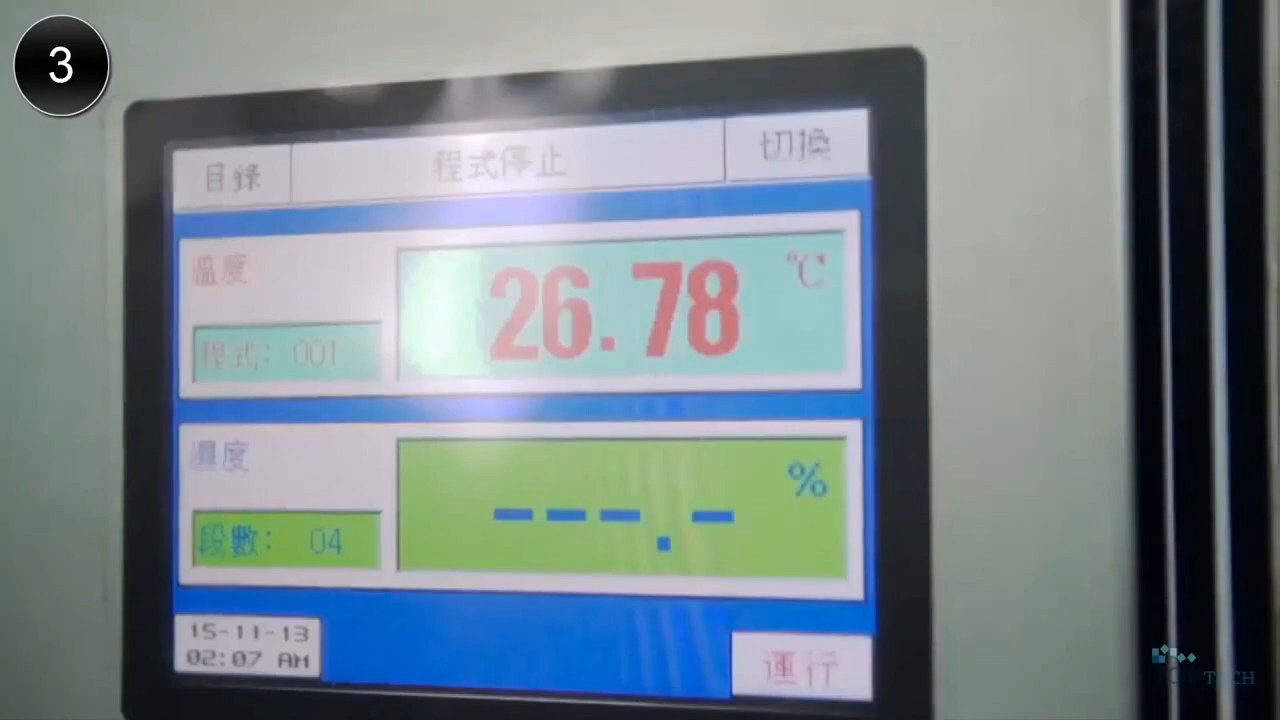 3
目錄 程式停止 切換
溫度
26.78 ℃
程式: 001
濕度
---.- %
段數: 04
15-11-13
02:07 AM
運行
TECH